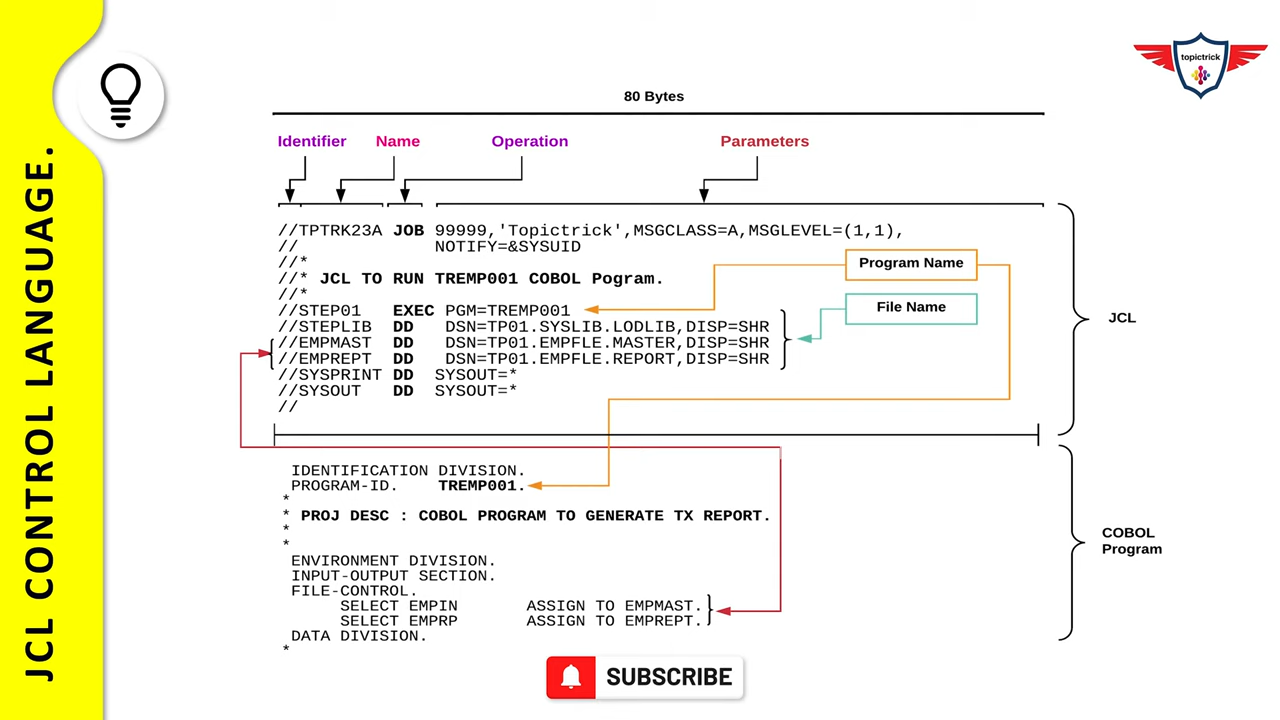 JCL CONTROL LANGUAGE.
topictrick
80 Bytes
Identifier Name Operation Parameters
//TPTRK23A JOB 99999,'Topictrick',MSGCLASS=A,MSGLEVEL=(1,1),
// NOTIFY=&SYSUID
//*
//* JCL TO RUN TREMP001 COBOL Pogram.
//*
//STEP01 EXEC PGM=TREMP001
//STEPLIB DD DSN=TP01.SYSLIB.LODLIB,DISP=SHR
//EMPMAST DD DSN=TP01.EMPFLE.MASTER,DISP=SHR
//EMPREPT DD DSN=TP01.EMPFLE.REPORT,DISP=SHR
//SYSPRINT DD SYSOUT=*
//SYSOUT DD SYSOUT=*
//
Program Name
File Name
JCL
IDENTIFICATION DIVISION.
PROGRAM-ID. TREMP001.
*
* PROJ DESC : COBOL PROGRAM TO GENERATE TX REPORT.
*
*
ENVIRONMENT DIVISION.
INPUT-OUTPUT SECTION.
FILE-CONTROL.
SELECT EMPIN ASSIGN TO EMPMAST.
SELECT EMPRP ASSIGN TO EMPREPT.
DATA DIVISION.
*
COBOL
Program
SUBSCRIBE